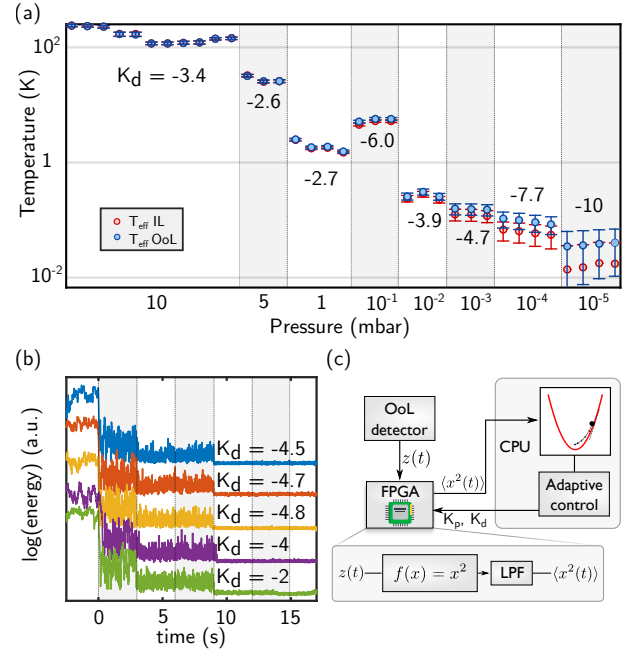 (a)
10²
K_d = -3.4
-2.6
-2.7
-6.0
-3.9
-4.7
-7.7
-10
Temperature (K)
1
T_eff IL
T_eff OoL
10⁻²
10 5 1 10⁻¹ 10⁻² 10⁻³ 10⁻⁴ 10⁻⁵
Pressure (mbar)
(b)
log(energy) (a.u.)
K_d = -4.5
K_d = -4.7
K_d = -4.8
K_d = -4
K_d = -2
0 5 10 15
time (s)
(c)
OoL
detector
z(t)
FPGA
⟨x²(t)⟩
CPU
Adaptive
control
K_p, K_d
z(t)
f(x) = x²
LPF
⟨x²(t)⟩